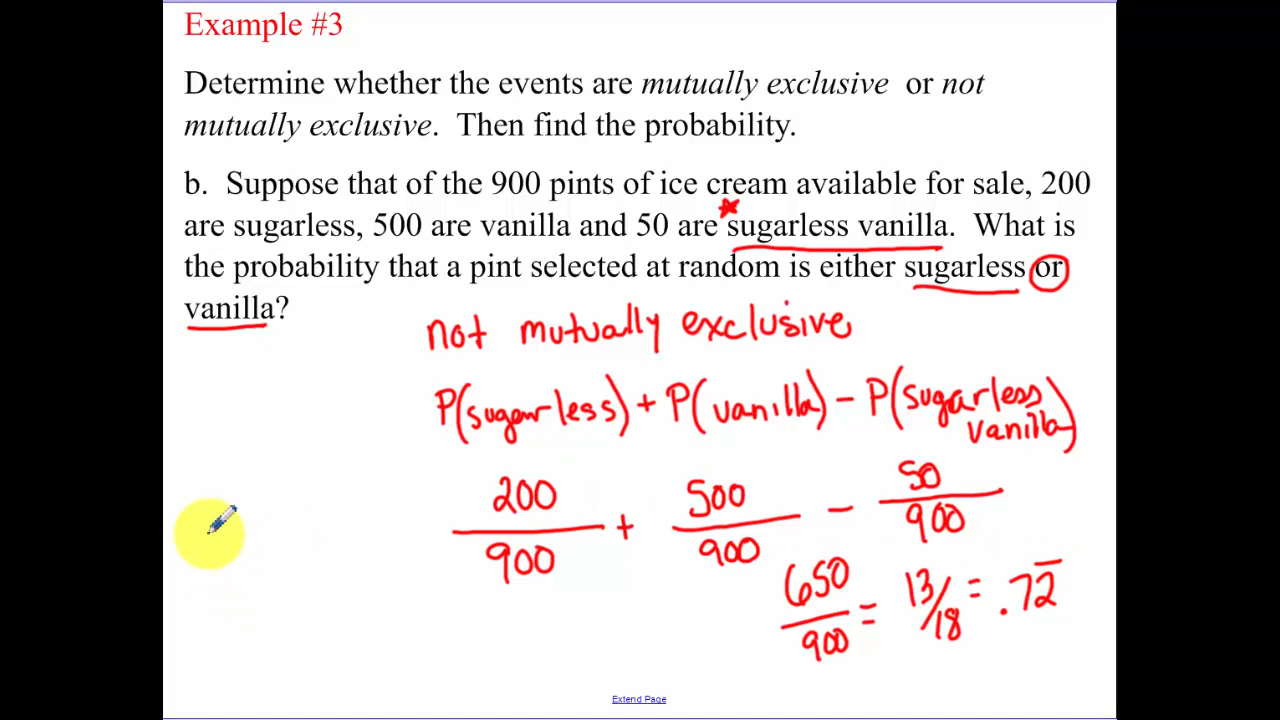 Example #3
Determine whether the events are mutually exclusive or not
mutually exclusive. Then find the probability.
b. Suppose that of the 900 pints of ice cream available for sale, 200
are sugarless, 500 are vanilla and 50 are sugarless vanilla. What is
the probability that a pint selected at random is either sugarless or
vanilla?
not mutually exclusive
P(sugarless) + P(vanilla) - P(sugarless
vanilla)
200/900 + 500/900 - 50/900
650/900 = 13/18 = .72̅
Extend Page